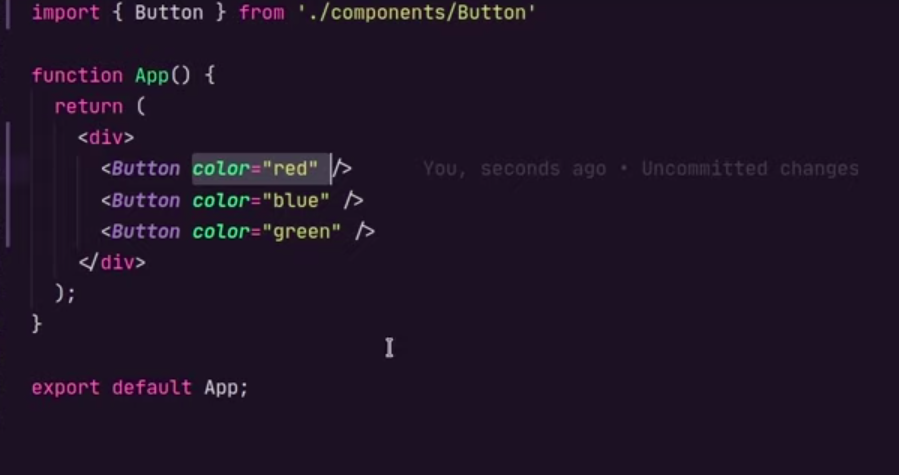 import { Button } from './components/Button'
function App() {
return (
<div>
<Button color="red" /> You, seconds ago • Uncommitted changes
<Button color="blue" />
<Button color="green" />
</div>
);
}
export default App;